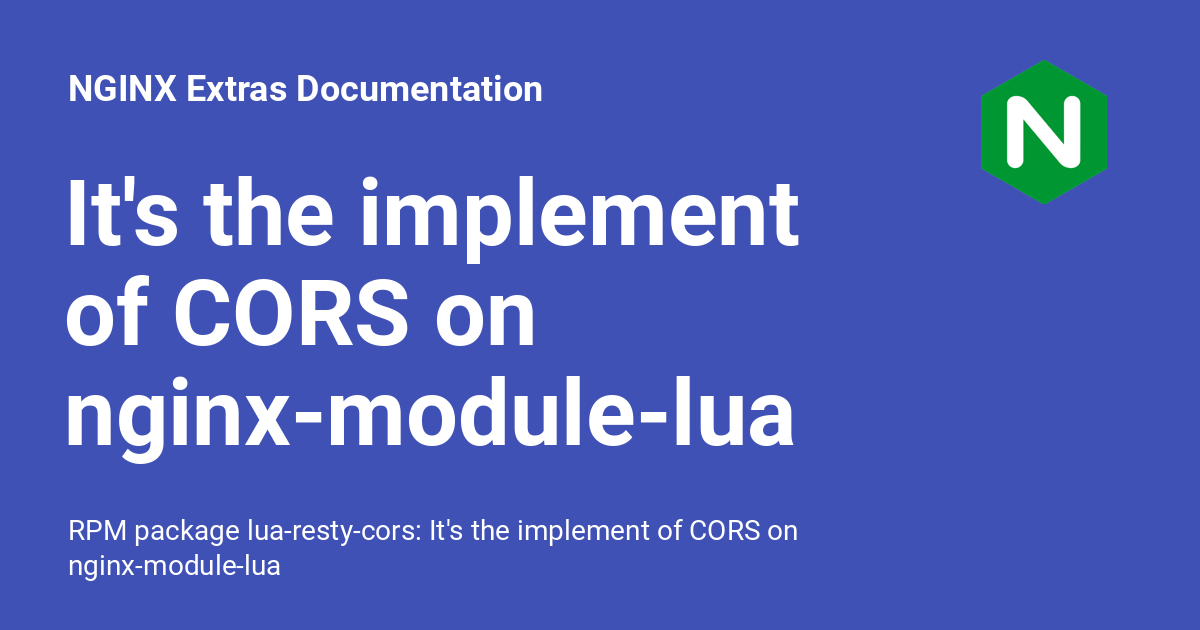 NGINX Extras Documentation
N
It's the implement
of CORS on
nginx-module-lua
RPM package lua-resty-cors: It's the implement of CORS on
nginx-module-lua